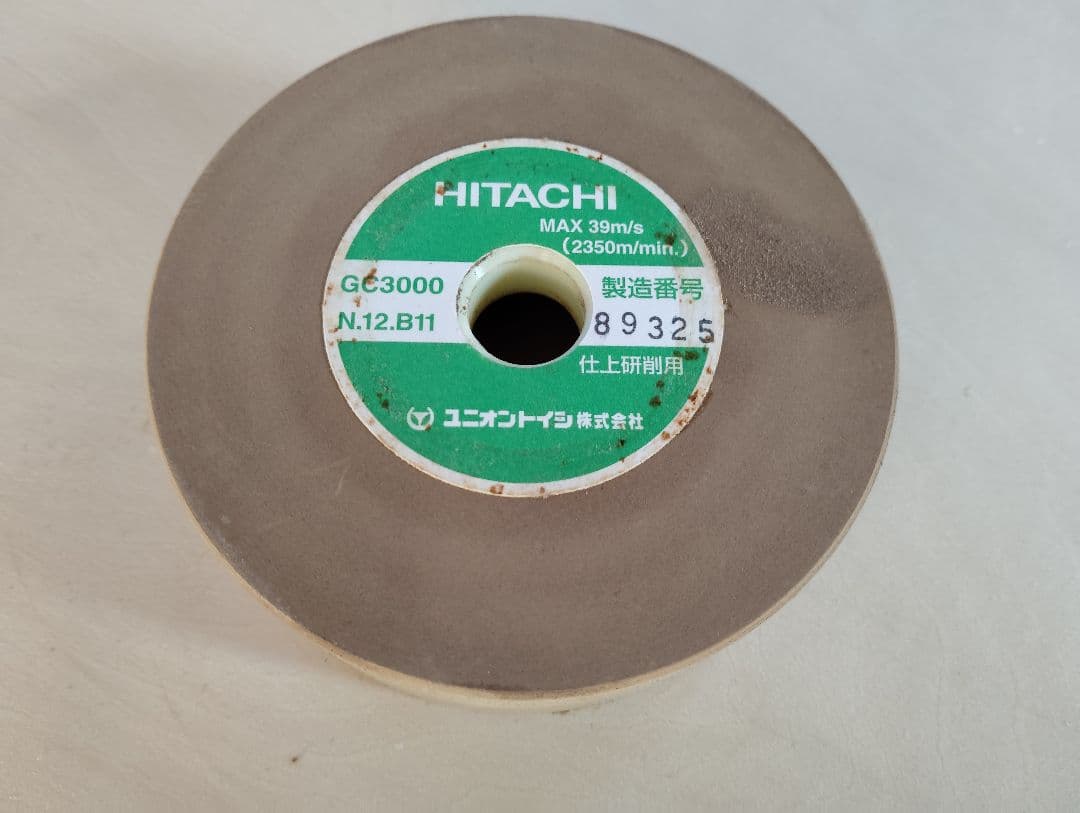 HITACHI
MAX 39m/s
(2350m/min.)
GC3000
N.12.B11
製造番号
89325
仕上研削用
ユニオントイシ株式会社